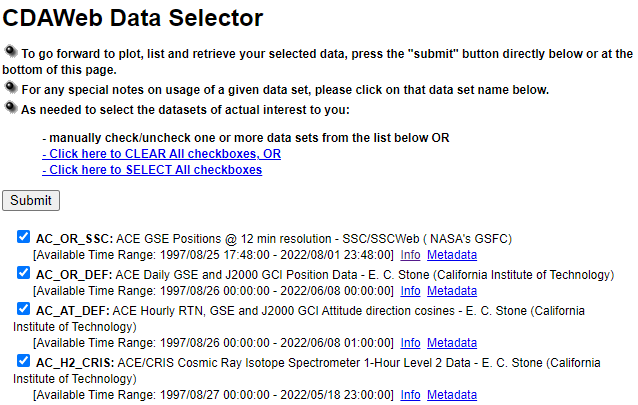 CDAWeb Data Selector
To go forward to plot, list and retrieve your selected data, press the "submit" button directly below or at the
bottom of this page.
For any special notes on usage of a given data set, please click on that data set name below.
As needed to select the datasets of actual interest to you:
- manually check/uncheck one or more data sets from the list below OR
- Click here to CLEAR All checkboxes, OR
- Click here to SELECT All checkboxes
Submit
AC_OR_SSC: ACE GSE Positions @ 12 min resolution - SSC/SSCWeb ( NASA's GSFC)
[Available Time Range: 1997/08/25 17:48:00 - 2022/08/01 23:48:00] Info Metadata
AC_OR_DEF: ACE Daily GSE and J2000 GCI Position Data - E. C. Stone (California Institute of Technology)
[Available Time Range: 1997/08/26 00:00:00 - 2022/06/08 00:00:00] Info Metadata
AC_AT_DEF: ACE Hourly RTN, GSE and J2000 GCI Attitude direction cosines - E. C. Stone (California
Institute of Technology)
[Available Time Range: 1997/08/26 00:00:00 - 2022/06/08 01:00:00] Info Metadata
AC_H2_CRIS: ACE/CRIS Cosmic Ray Isotope Spectrometer 1-Hour Level 2 Data - E. C. Stone (California
Institute of Technology)
[Available Time Range: 1997/08/27 00:00:00 - 2022/05/18 23:00:00] Info Metadata